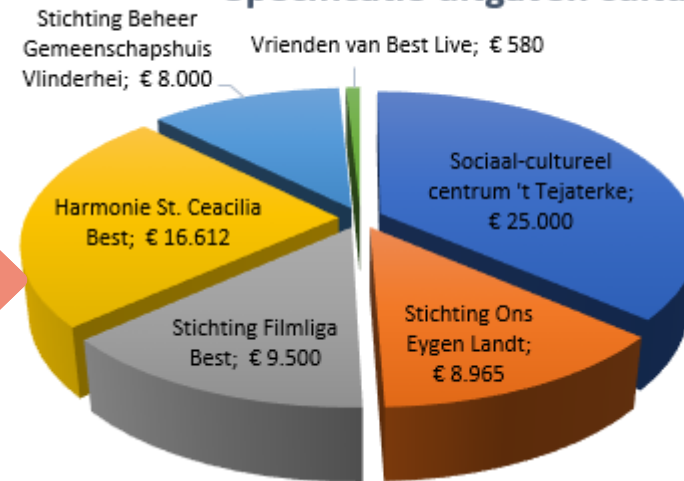 Stichting Beheer
Gemeenschapshuis
Vlinderhei; € 8.000
Vrienden van Best Live; € 580
Sociaal-cultureel
centrum 't Tejaterke;
€ 25.000
Harmonie St. Ceacilia
Best; € 16.612
Stichting Filmliga
Best; € 9.500
Stichting Ons
Eygen Landt;
€ 8.965